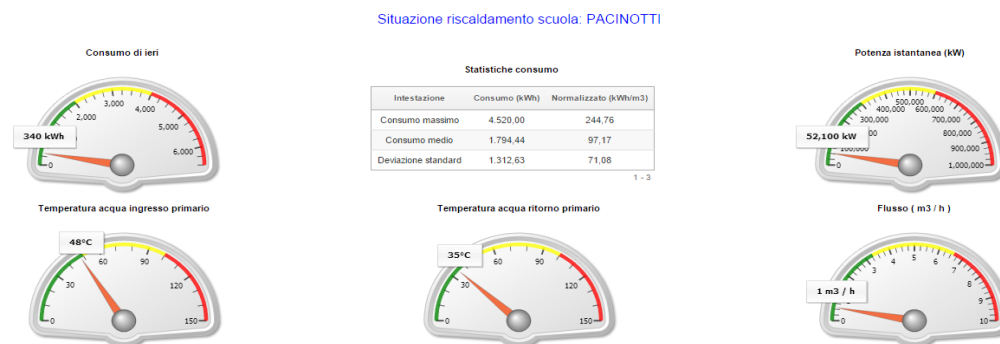 Situazione riscaldamento scuola: PACINOTTI
Consumo di ieri
3,000
2,000
4,000
5,000
6,000
0
340 kWh
Statistiche consumo
Intestazione Consumo (kWh) Normalizzato (kWh/m3)
Consumo massimo 4.520,00 244,76
Consumo medio 1.794,44 97,17
Deviazione standard 1.312,63 71,08
1 - 3
Potenza istantanea (kW)
500,000
400,000 600,000
300,000 700,000
800,000
900,000
1,000,000
0
52,100 kW
Temperatura acqua ingresso primario
48°C
60 90
30 120
0 150
Temperatura acqua ritorno primario
35°C
60 90
30 120
0 150
Flusso ( m3 / h )
3 4 5 6 7
8
9
0 10
1 m3 / h